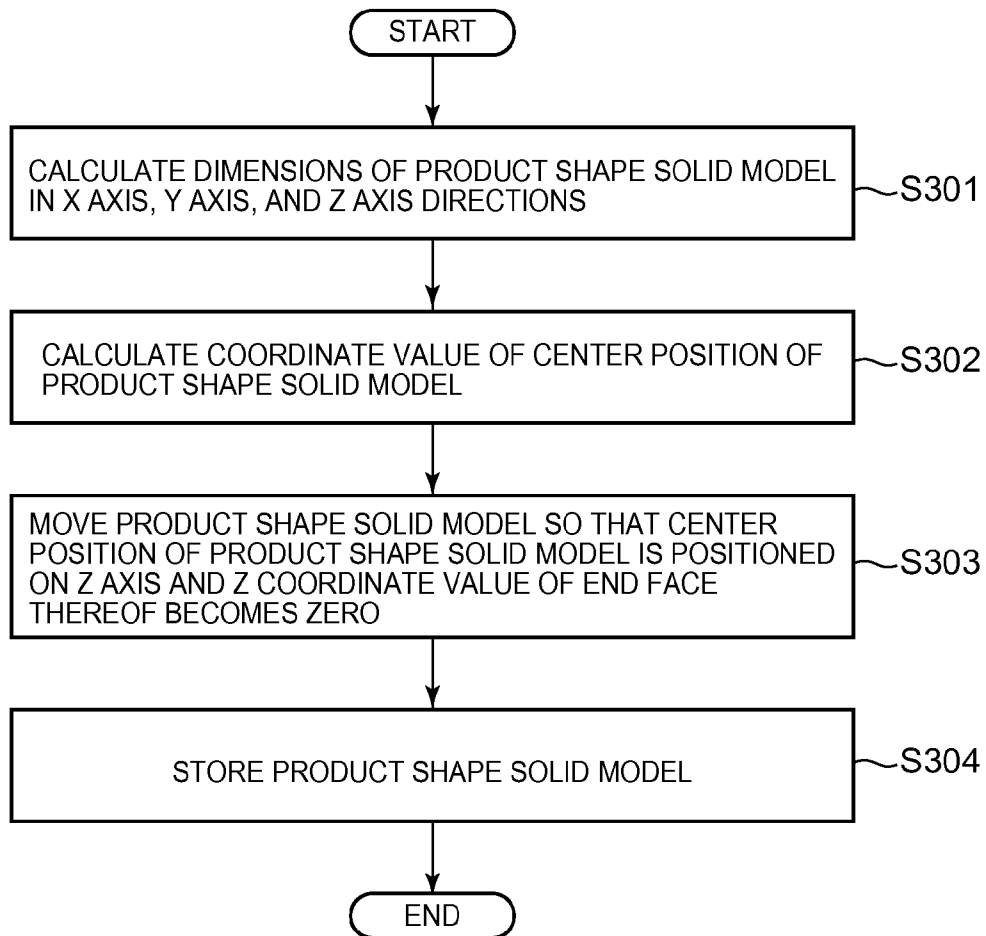 START
CALCULATE DIMENSIONS OF PRODUCT SHAPE SOLID MODEL
IN X AXIS, Y AXIS, AND Z AXIS DIRECTIONS
S301
CALCULATE COORDINATE VALUE OF CENTER POSITION OF
PRODUCT SHAPE SOLID MODEL
S302
MOVE PRODUCT SHAPE SOLID MODEL SO THAT CENTER
POSITION OF PRODUCT SHAPE SOLID MODEL IS POSITIONED
ON Z AXIS AND Z COORDINATE VALUE OF END FACE
THEREOF BECOMES ZERO
S303
STORE PRODUCT SHAPE SOLID MODEL
S304
END